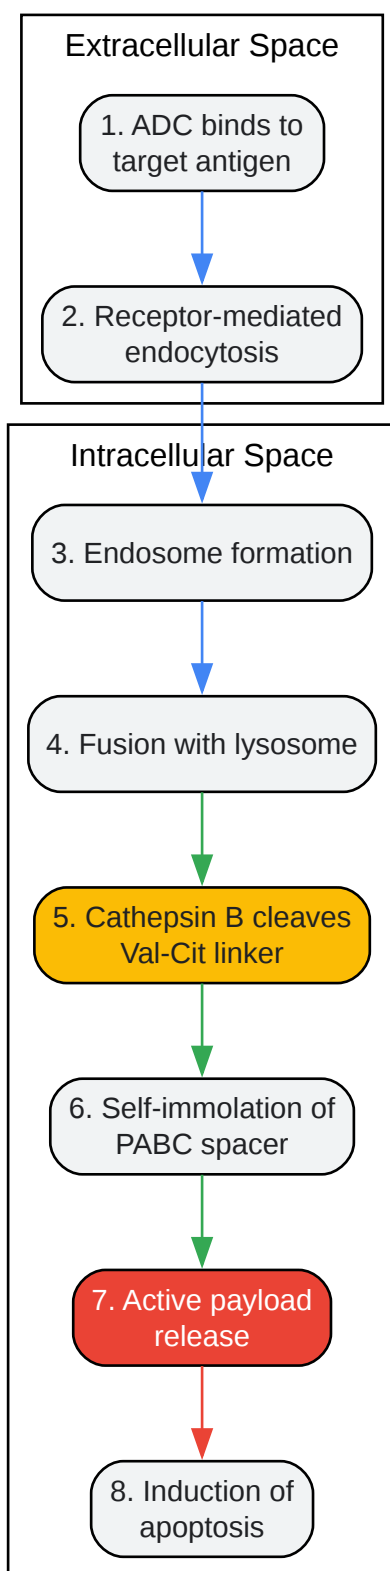 Extracellular Space
1. ADC binds to
target antigen
2. Receptor-mediated
endocytosis
Intracellular Space
3. Endosome formation
4. Fusion with lysosome
5. Cathepsin B cleaves
Val-Cit linker
6. Self-immolation of
PABC spacer
7. Active payload
release
8. Induction of
apoptosis